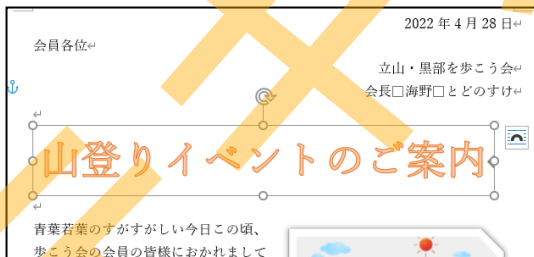 2022 年 4 月 28 日↵
会員各位↵
立山・黒部を歩こう会↵
会長□海野□とどのすけ↵
↵
山登りイベントのご案内
↵
青葉若葉のすがすがしい今日この頃、
歩こう会の会員の皆様におかれまして